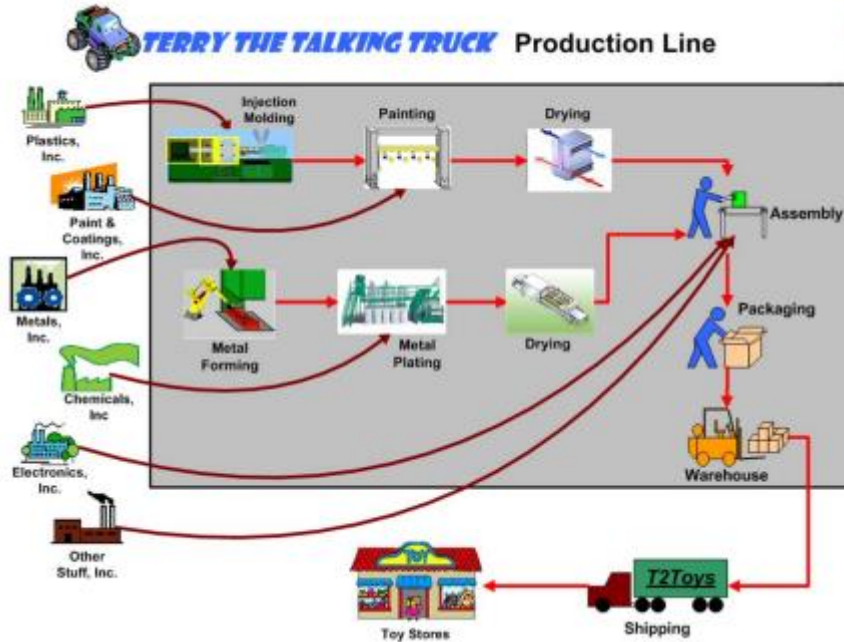 TERRY THE TALKING TRUCK Production Line
Plastics,
Inc.
Injection
Molding
Painting
Drying
Paint &
Coatings,
Inc.
Assembly
Metals,
Inc.
Metal
Forming
Metal
Plating
Drying
Packaging
Chemicals,
Inc
Electronics,
Inc.
Warehouse
Other
Stuff, Inc.
TOY
Toy Stores
T2Toys
Shipping